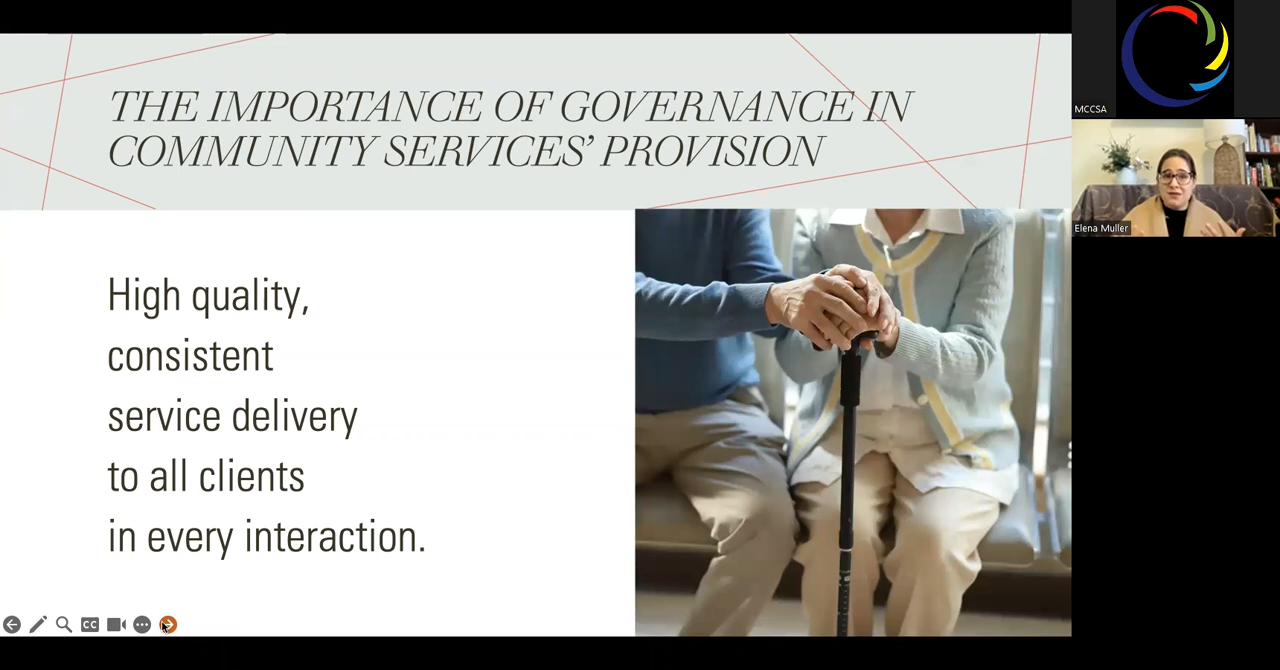 THE IMPORTANCE OF GOVERNANCE IN
COMMUNITY SERVICES' PROVISION
High quality,
consistent
service delivery
to all clients
in every interaction.
CC
MCCSA
Elena Muller